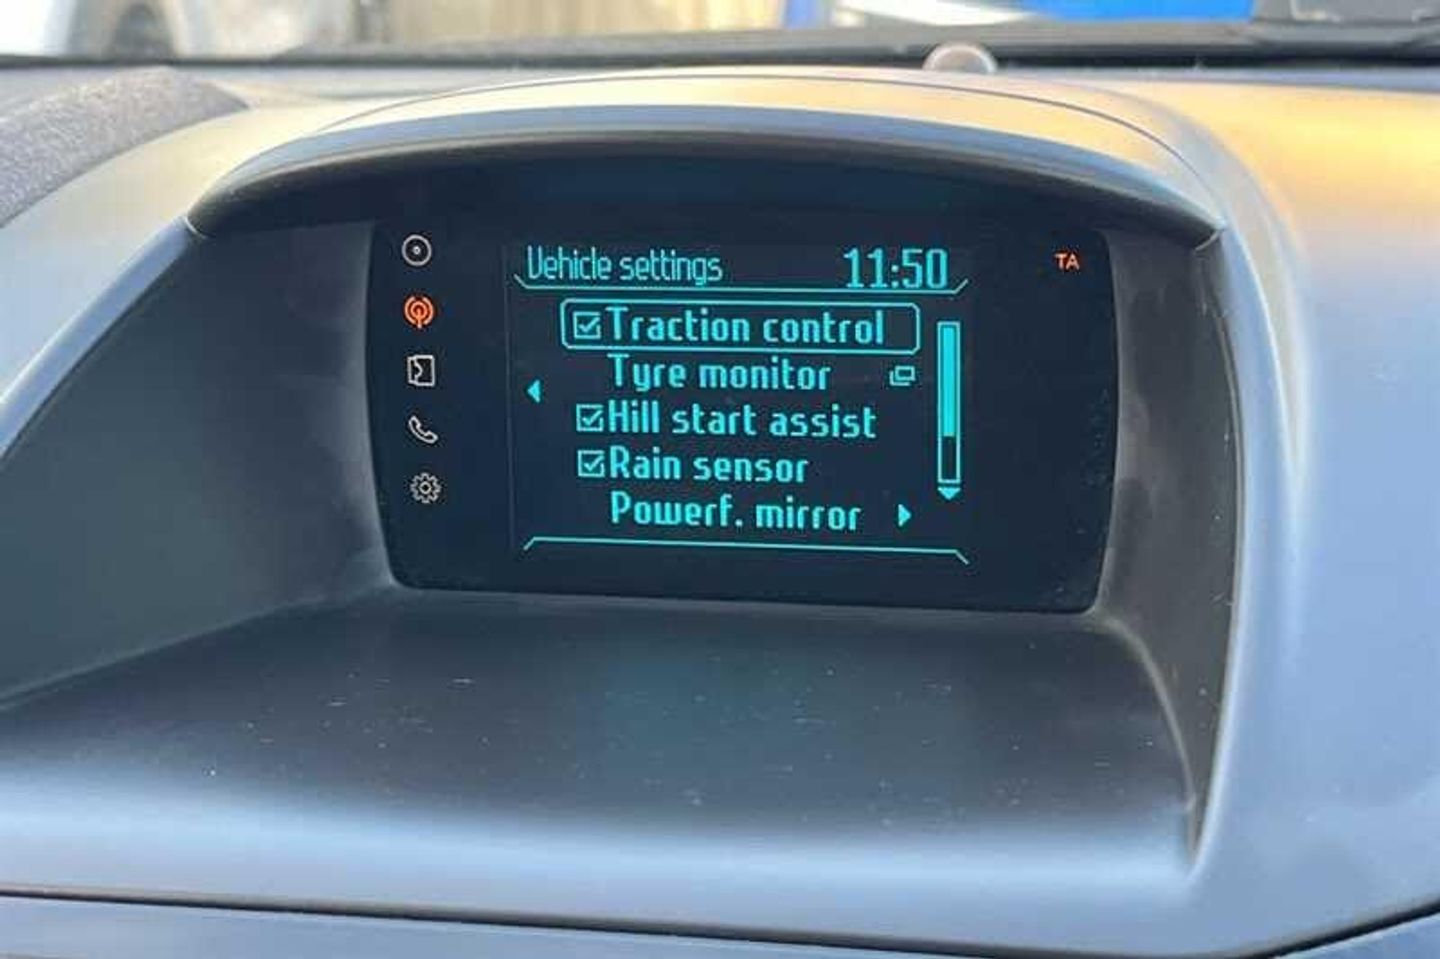 Vehicle settings 11:50 TA
Traction control
Tyre monitor
Hill start assist
Rain sensor
Powerf. mirror